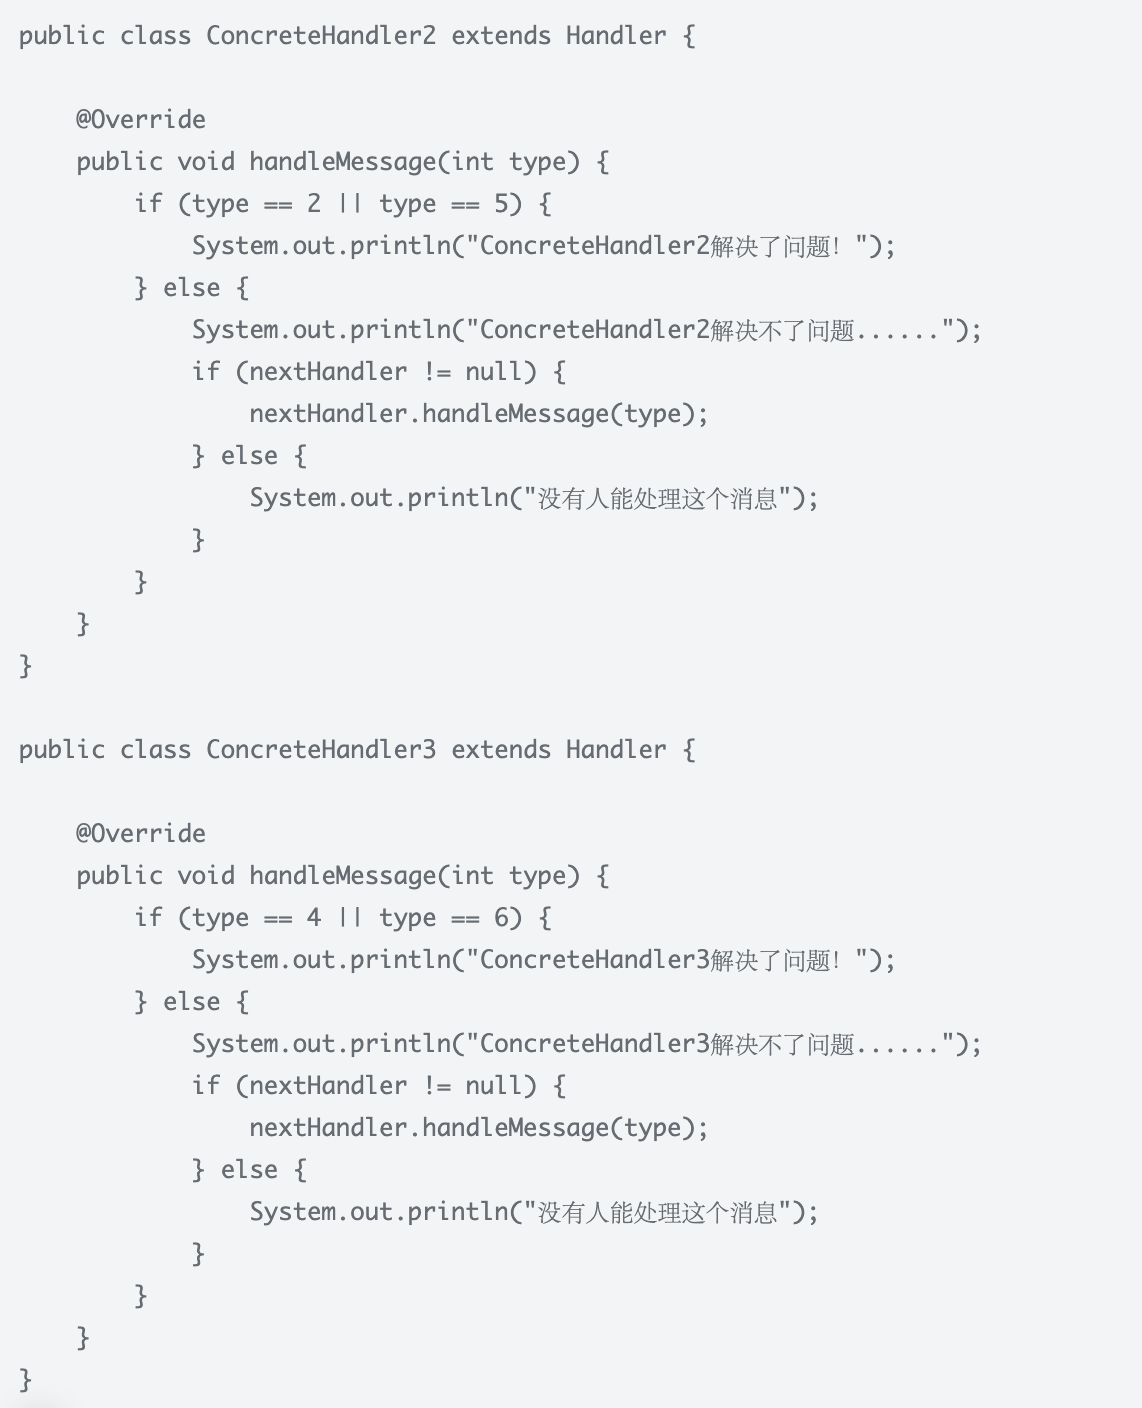 public class ConcreteHandler2 extends Handler {
    @Override
    public void handleMessage(int type) {
        if (type == 2 || type == 5) {
            System.out.println("ConcreteHandler2解决了问题！");
        } else {
            System.out.println("ConcreteHandler2解决不了问题......");
            if (nextHandler != null) {
                nextHandler.handleMessage(type);
            } else {
                System.out.println("没有人能处理这个消息");
            }
        }
    }
}
public class ConcreteHandler3 extends Handler {
    @Override
    public void handleMessage(int type) {
        if (type == 4 || type == 6) {
            System.out.println("ConcreteHandler3解决了问题！");
        } else {
            System.out.println("ConcreteHandler3解决不了问题......");
            if (nextHandler != null) {
                nextHandler.handleMessage(type);
            } else {
                System.out.println("没有人能处理这个消息");
            }
        }
    }
}